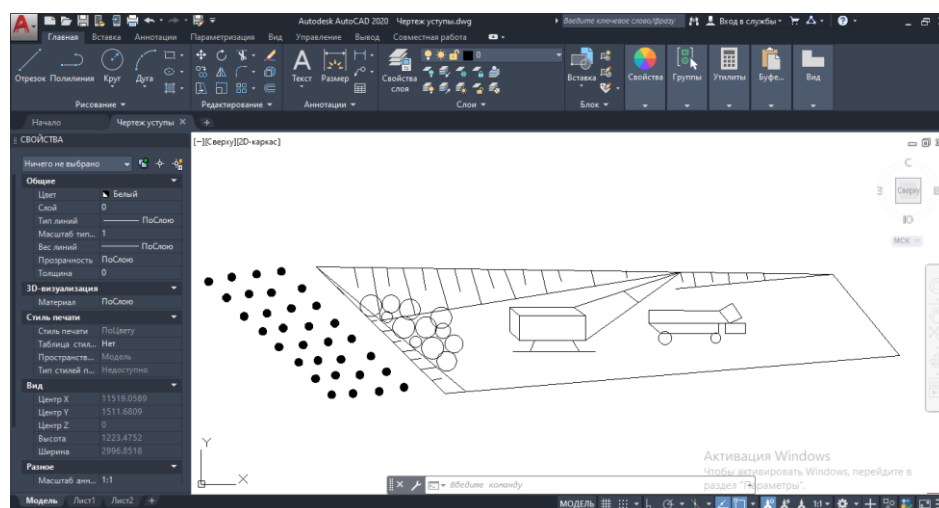 Autodesk AutoCAD 2020 Чертеж уступы.dwg
Введите ключевое слово/фразу
Вход в службы
Главная Вставка Аннотации Параметризация Вид Управление Вывод Совместная работа
Отрезок Полилиния Круг Дуга
Текст Размер
Свойства слоя
0
Вставка
Свойства Группы Утилиты Буфе... Вид
Рисование Редактирование Аннотации Слои Блок
Начало Чертеж уступы
СВОЙСТВА
[−][Сверху][2D-каркас]
Ничего не выбрано
Общие
Цвет Белый
Слой 0
Тип линий ПоСлою
Масштаб тип... 1
Вес линий ПоСлою
Прозрачность ПоСлою
Толщина 0
3D-визуализация
Материал ПоСлою
Стиль печати
Стиль печати ПоЦвету
Таблица стил... Нет
Пространств... Модель
Тип стилей п... Недоступно
Вид
Центр X 11519.0589
Центр Y 1511.6809
Центр Z 0
Высота 1223.4752
Ширина 2996.8518
Разное
Масштаб анн... 1:1
С
Сверху
Ю
МСК
Y
X
Введите команду
Активация Windows
Чтобы активировать Windows, перейдите в
раздел "Параметры".
Модель Лист1 Лист2 +
МОДЕЛЬ
1:1